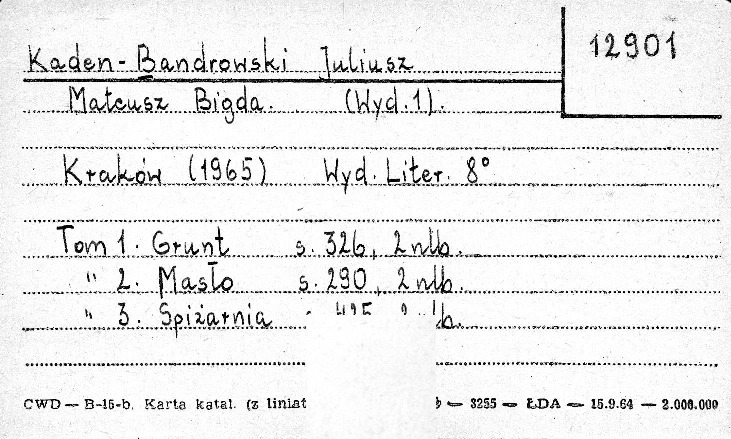 12901
Kaden-Bandrowski Juliusz
Mateusz Bigda. (Wyd.1).
Kraków (1965) Wyd. Liter. 8°
Tom 1. Grunt s. 326, 2 nlb.
" 2. Masło s. 290, 2 nlb.
" 3. Spiżarnia
CWD — B-15-b. Karta katal. (z liniat — 3255 — ŁDA — 15.9.64 — 2.000.000